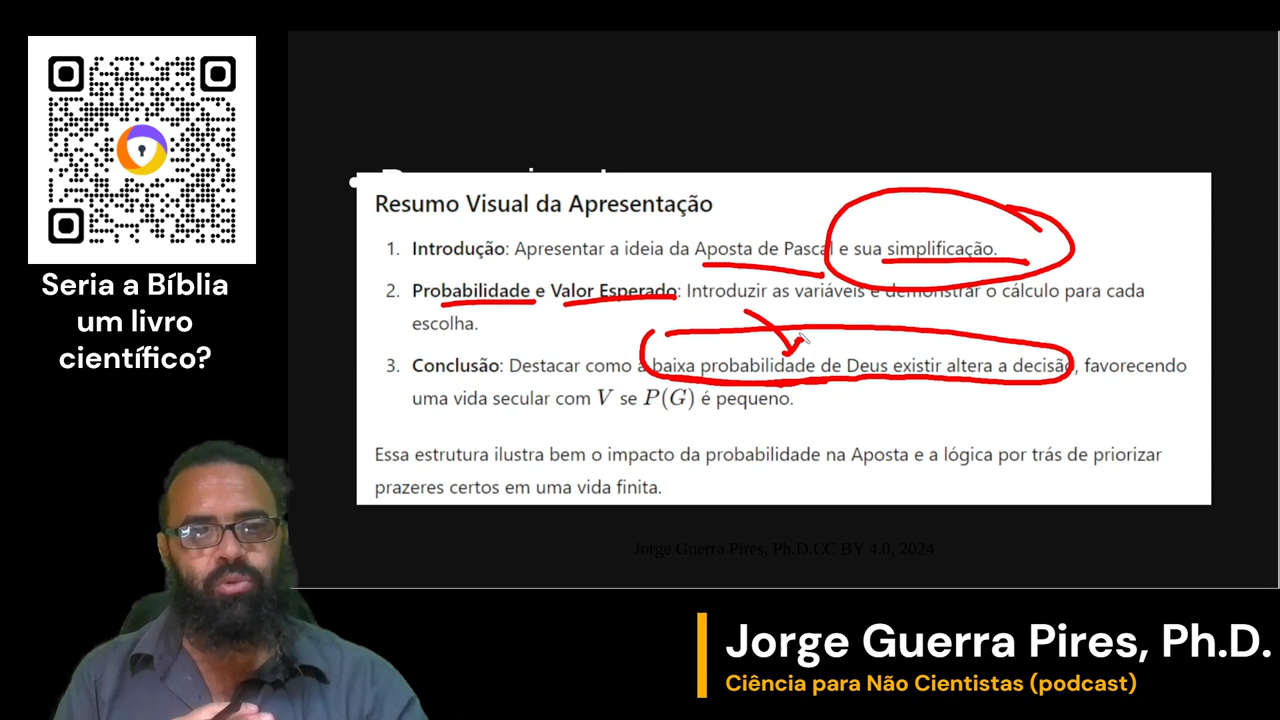 Seria a Bíblia
um livro
científico?
Resumo Visual da Apresentação
1. Introdução: Apresentar a ideia da Aposta de Pascal e sua simplificação.
2. Probabilidade e Valor Esperado: Introduzir as variáveis e demonstrar o cálculo para cada
escolha.
3. Conclusão: Destacar como a baixa probabilidade de Deus existir altera a decisão, favorecendo
uma vida secular com V se P(G) é pequeno.
Essa estrutura ilustra bem o impacto da probabilidade na Aposta e a lógica por trás de priorizar
prazeres certos em uma vida finita.
Jorge Guerra Pires, Ph.D.CC BY 4.0, 2024
Jorge Guerra Pires, Ph.D.
Ciência para Não Cientistas (podcast)